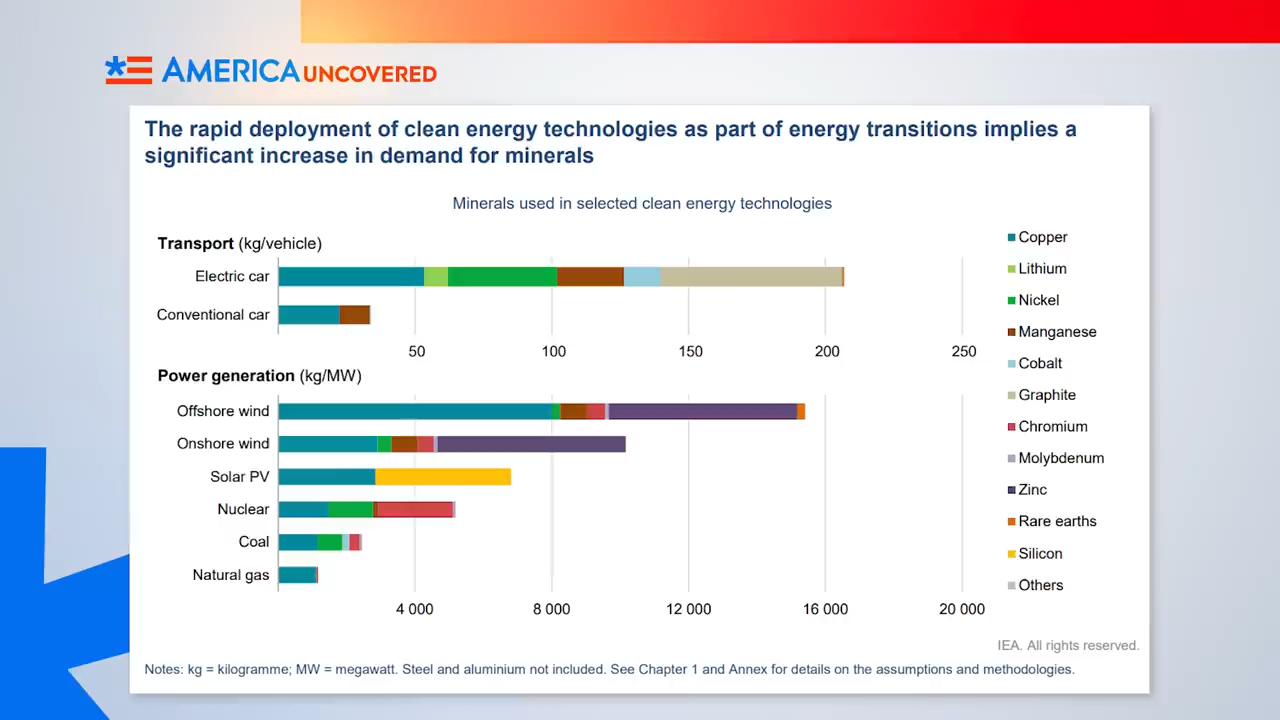 AMERICA UNCOVERED
The rapid deployment of clean energy technologies as part of energy transitions implies a
significant increase in demand for minerals
Minerals used in selected clean energy technologies
Transport (kg/vehicle)
Electric car
Conventional car
50 100 150 200 250
Power generation (kg/MW)
Offshore wind
Onshore wind
Solar PV
Nuclear
Coal
Natural gas
4 000 8 000 12 000 16 000 20 000
Copper
Lithium
Nickel
Manganese
Cobalt
Graphite
Chromium
Molybdenum
Zinc
Rare earths
Silicon
Others
IEA. All rights reserved.
Notes: kg = kilogramme; MW = megawatt. Steel and aluminium not included. See Chapter 1 and Annex for details on the assumptions and methodologies.